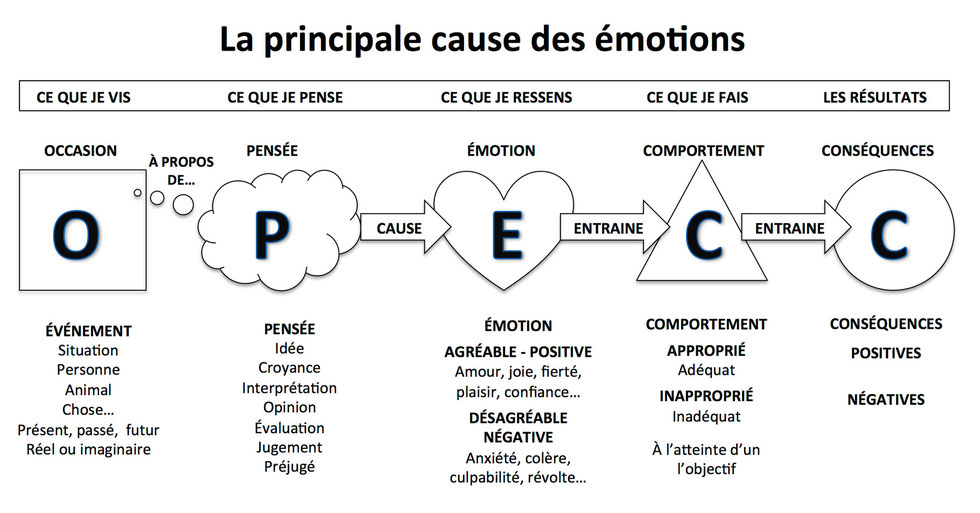 La principale cause des émotions
CE QUE JE VIS
CE QUE JE PENSE
CE QUE JE RESSENS
CE QUE JE FAIS
LES RÉSULTATS
OCCASION
À PROPOS
DE...
PENSÉE
ÉMOTION
COMPORTEMENT
CONSÉQUENCES
O
P
CAUSE
E
ENTRAINE
C
ENTRAINE
C
ÉVÉNEMENT
Situation
Personne
Animal
Chose...
Présent, passé, futur
Réel ou imaginaire
PENSÉE
Idée
Croyance
Interprétation
Opinion
Évaluation
Jugement
Préjugé
ÉMOTION
AGRÉABLE - POSITIVE
Amour, joie, fierté,
plaisir, confiance...
DÉSAGRÉABLE
NÉGATIVE
Anxiété, colère,
culpabilité, révolte...
COMPORTEMENT
APPROPRIÉ
Adéquat
INAPPROPRIÉ
Inadéquat
À l’atteinte d’un
l’objectif
CONSÉQUENCES
POSITIVES
NÉGATIVES